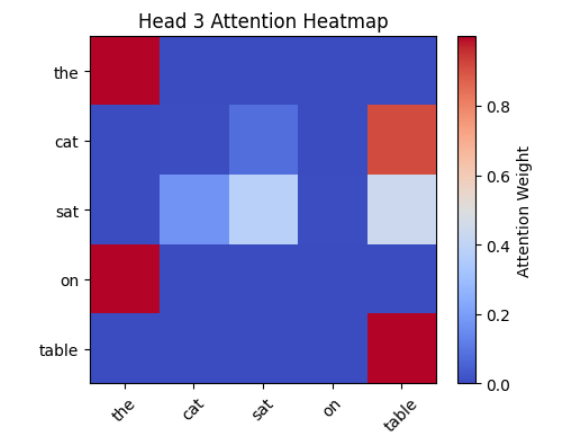 Head 3 Attention Heatmap
the
cat
sat
on
table
the
cat
sat
on
table
0.8
0.6
0.4
0.2
0.0
Attention Weight